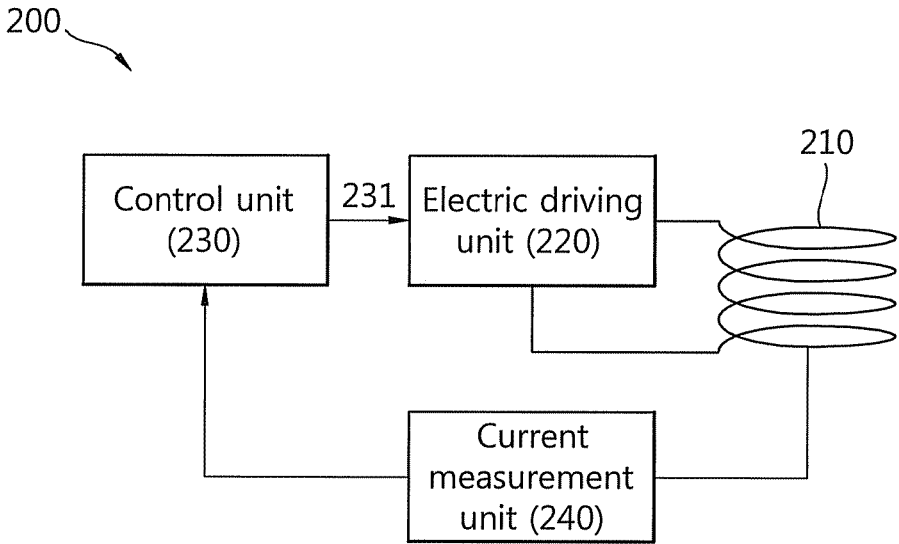 200
210
Control unit
(230)
231
Electric driving
unit (220)
Current
measurement
unit (240)